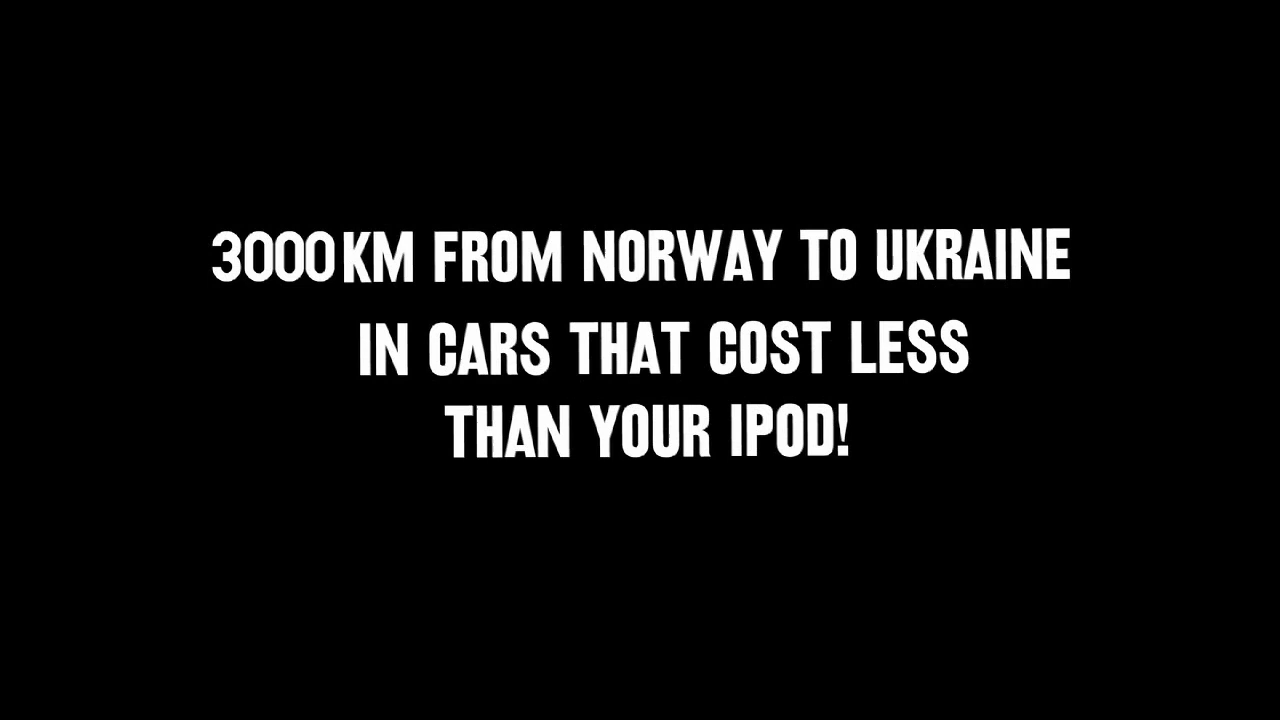 3000KM FROM NORWAY TO UKRAINE
IN CARS THAT COST LESS
THAN YOUR IPOD!